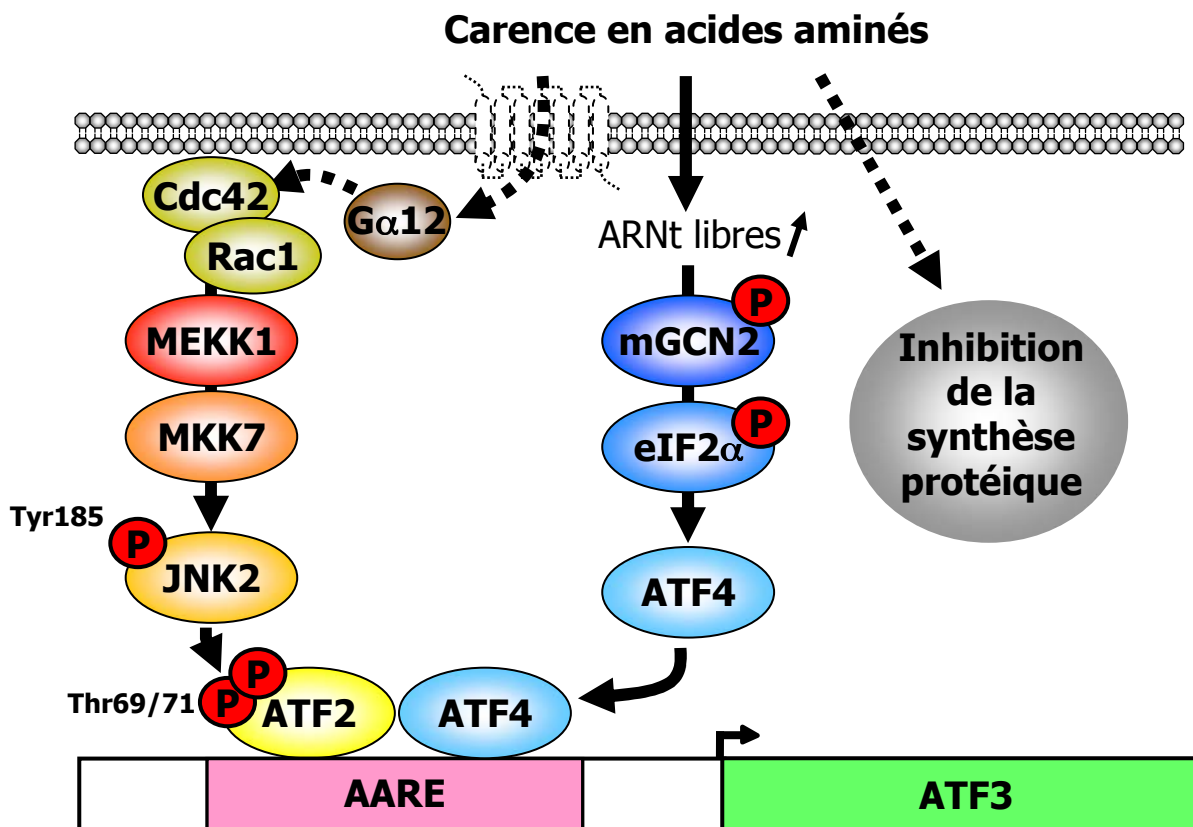 Carence en acides aminés
Cdc42
Gα12
Rac1
ARNt libres
P
MEKK1
mGCN2
Inhibition
de la
synthèse
protéique
P
MKK7
eIF2α
Tyr185
P
JNK2
ATF4
P
Thr69/71
P
ATF2
ATF4
AARE
ATF3